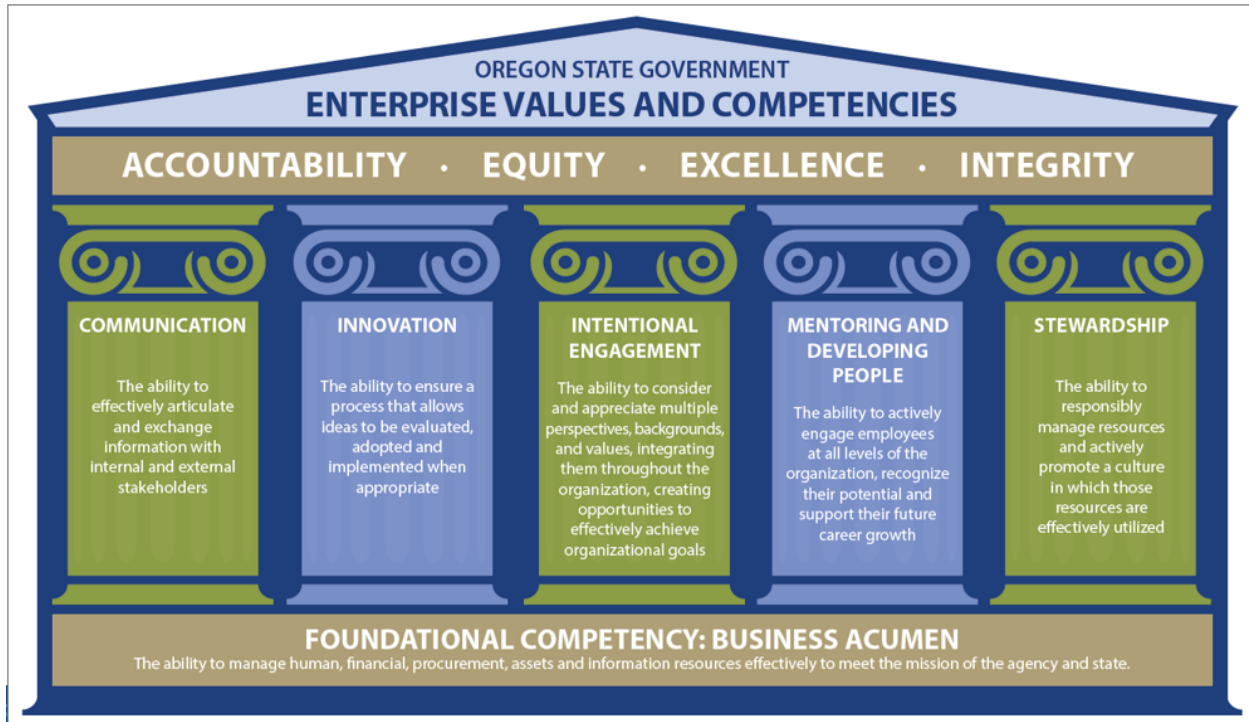 OREGON STATE GOVERNMENT
ENTERPRISE VALUES AND COMPETENCIES
ACCOUNTABILITY • EQUITY • EXCELLENCE • INTEGRITY
COMMUNICATION
The ability to
effectively articulate
and exchange
information with
internal and external
stakeholders
INNOVATION
The ability to ensure a
process that allows
ideas to be evaluated,
adopted and
implemented when
appropriate
INTENTIONAL
ENGAGEMENT
The ability to consider
and appreciate multiple
perspectives, backgrounds,
and values, integrating
them throughout the
organization, creating
opportunities to
effectively achieve
organizational goals
MENTORING AND
DEVELOPING
PEOPLE
The ability to actively
engage employees
at all levels of the
organization, recognize
their potential and
support their future
career growth
STEWARDSHIP
The ability to
responsibly
manage resources
and actively
promote a culture
in which those
resources are
effectively utilized
FOUNDATIONAL COMPETENCY: BUSINESS ACUMEN
The ability to manage human, financial, procurement, assets and information resources effectively to meet the mission of the agency and state.